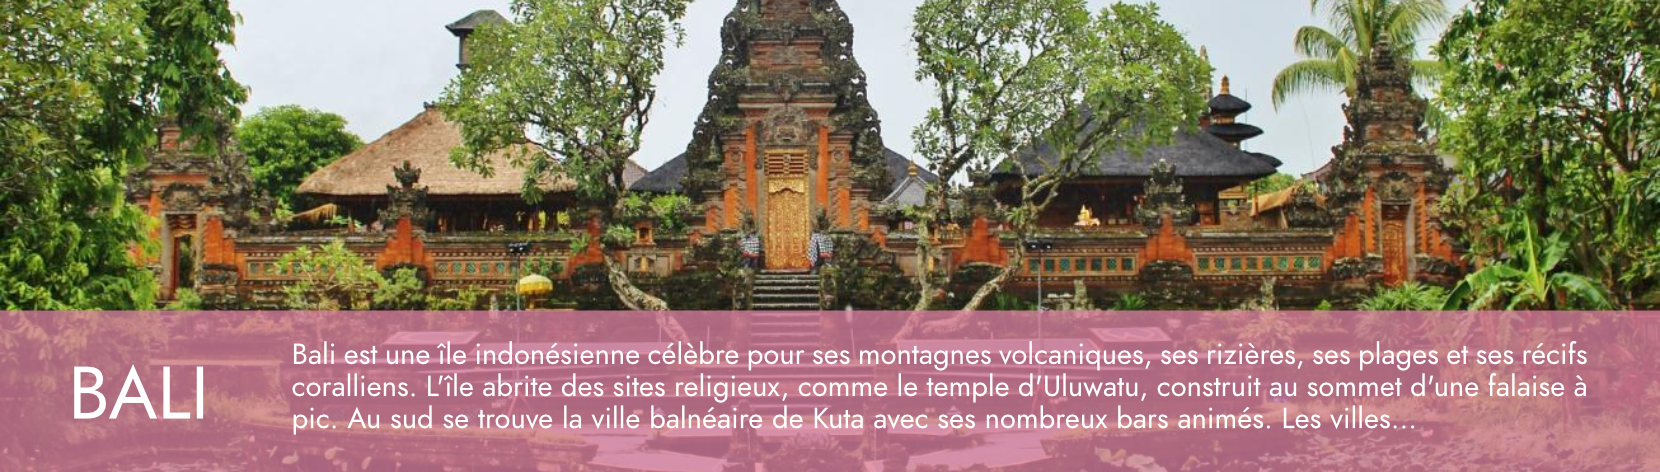 BALI
Bali est une île indonésienne célèbre pour ses montagnes volcaniques, ses rizières, ses plages et ses récifs
coralliens. L'île abrite des sites religieux, comme le temple d'Uluwatu, construit au sommet d'une falaise à
pic. Au sud se trouve la ville balnéaire de Kuta avec ses nombreux bars animés. Les villes...